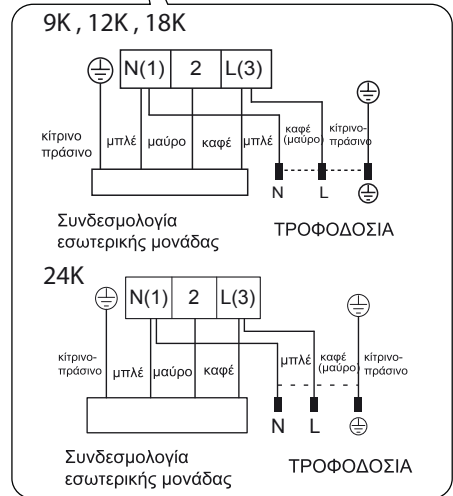 9K , 12K , 18K
N(1) 2 L(3)
κίτρινο
πράσινο
μπλέ
μαύρο
καφέ
μπλέ
καφέ
(μαύρο)
κίτρινο-
πράσινο
N L
Συνδεσμολογία
εσωτερικής μονάδας
ΤΡΟΦΟΔΟΣΙΑ
24K
N(1) 2 L(3)
κίτρινο-
πράσινο
μπλέ
μαύρο
καφέ
μπλέ
καφέ
(μαύρο)
κίτρινο-
πράσινο
N L
Συνδεσμολογία
εσωτερικής μονάδας
ΤΡΟΦΟΔΟΣΙΑ